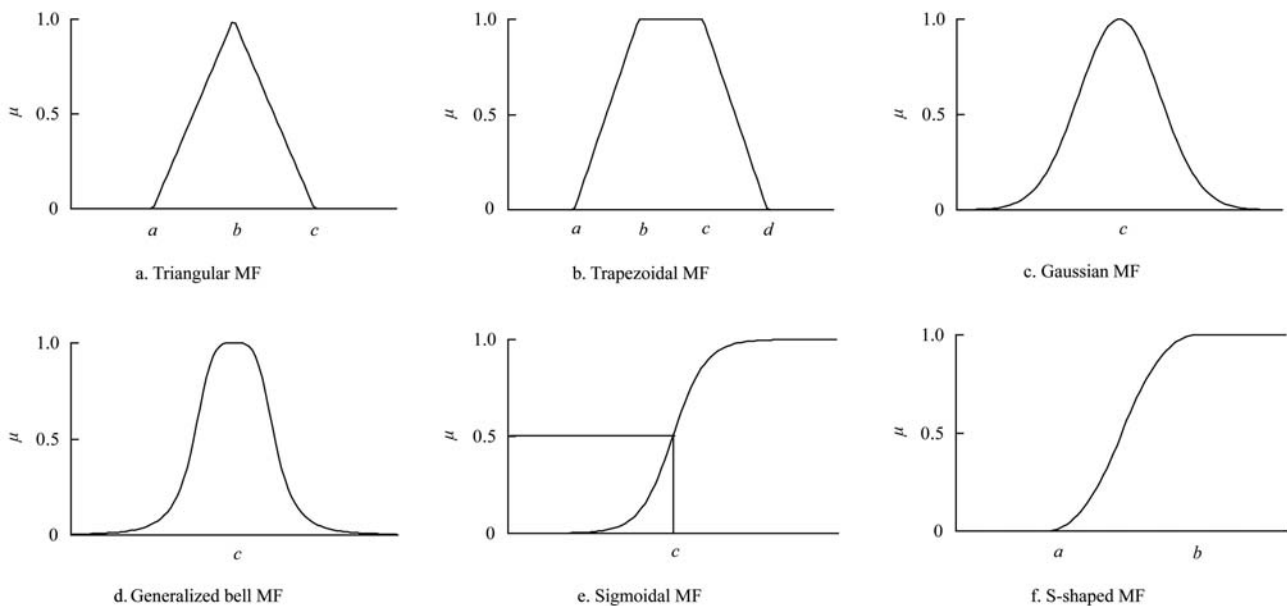 1.0
0.5
μ
0
a b c
a. Triangular MF
1.0
0.5
μ
0
a b c d
b. Trapezoidal MF
1.0
0.5
μ
0
c
c. Gaussian MF
1.0
0.5
μ
0
c
d. Generalized bell MF
1.0
0.5
μ
0
c
e. Sigmoidal MF
1.0
0.5
μ
0
a b
f. S-shaped MF